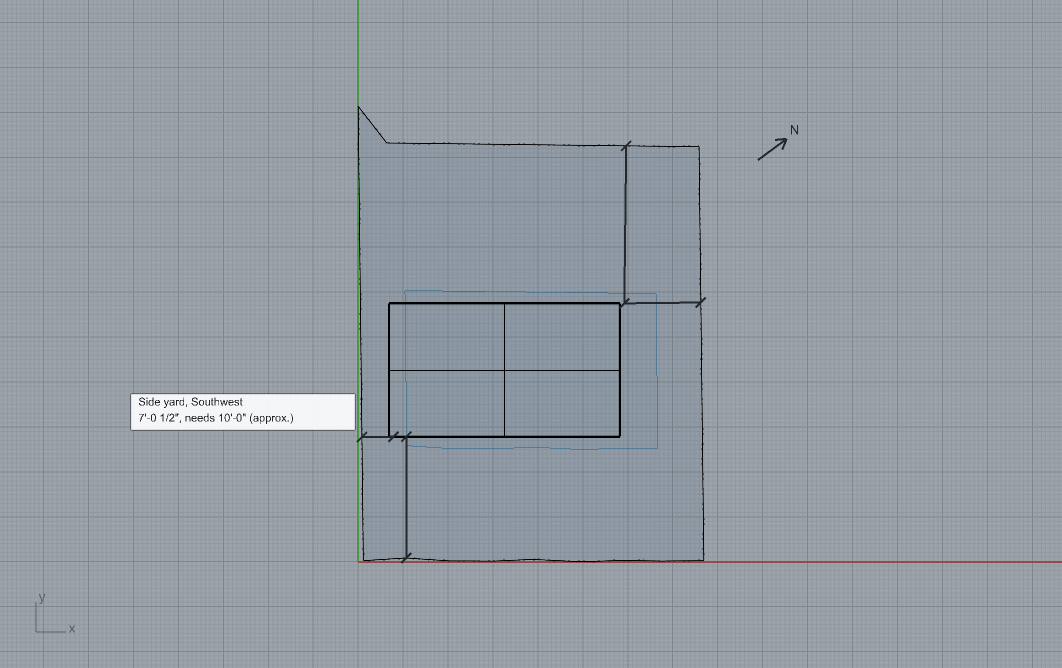 N
Side yard, Southwest
7'-0 1/2", needs 10'-0" (approx.)
y
x